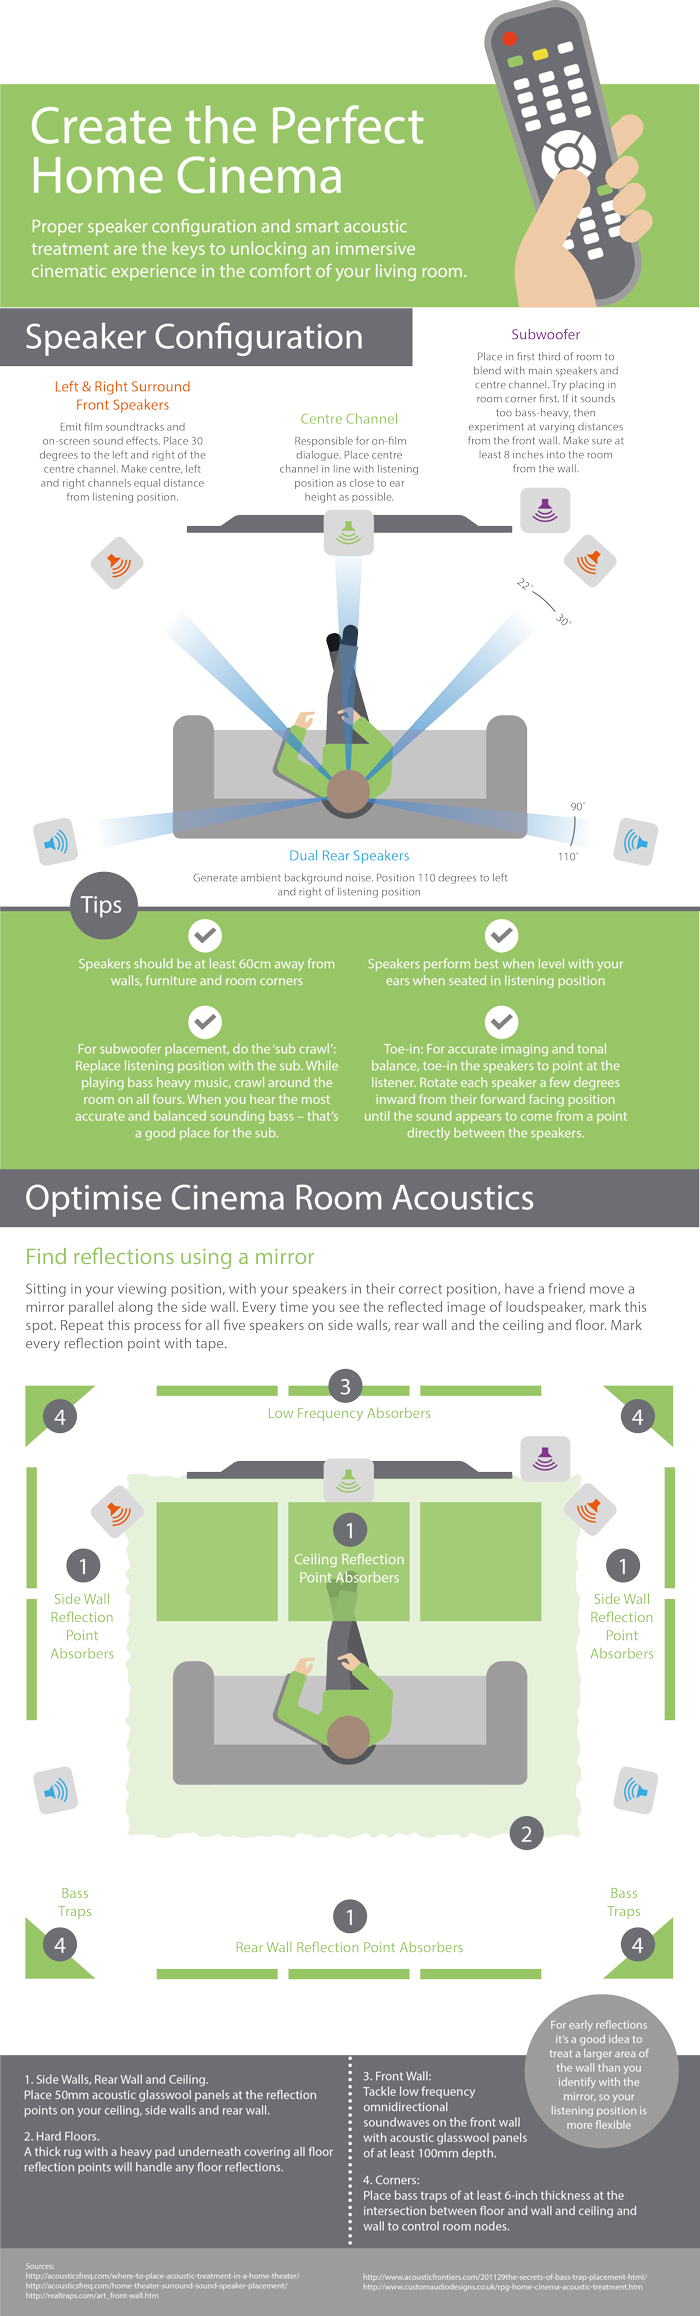 Create the Perfect
Home Cinema
Proper speaker configuration and smart acoustic
treatment are the keys to unlocking an immersive
cinematic experience in the comfort of your living room.
Speaker Configuration
Left & Right Surround
Front Speakers
Emit film soundtracks and
on-screen sound effects. Place 30
degrees to the left and right of the
centre channel. Make centre, left
and right channels equal distance
from listening position.
Centre Channel
Responsible for on-film
dialogue. Place centre
channel in line with listening
position as close to ear
height as possible.
Subwoofer
Place in first third of room to
blend with main speakers and
centre channel. Try placing in
room corner first. If it sounds
too bass-heavy, then
experiment at varying distances
from the front wall. Make sure at
least 8 inches into the room
from the wall.
22°
30°
90°
110°
Dual Rear Speakers
Generate ambient background noise. Position 110 degrees to left
and right of listening position
Tips
Speakers should be at least 60cm away from
walls, furniture and room corners
Speakers perform best when level with your
ears when seated in listening position
For subwoofer placement, do the 'sub crawl':
Replace listening position with the sub. While
playing bass heavy music, crawl around the
room on all fours. When you hear the most
accurate and balanced sounding bass – that's
a good place for the sub.
Toe-in: For accurate imaging and tonal
balance, toe-in the speakers to point at the
listener. Rotate each speaker a few degrees
inward from their forward facing position
until the sound appears to come from a point
directly between the speakers.
Optimise Cinema Room Acoustics
Find reflections using a mirror
Sitting in your viewing position, with your speakers in their correct position, have a friend move a
mirror parallel along the side wall. Every time you see the reflected image of loudspeaker, mark this
spot. Repeat this process for all five speakers on side walls, rear wall and the ceiling and floor. Mark
every reflection point with tape.
3
4
4
Low Frequency Absorbers
1
Ceiling Reflection
Point Absorbers
1
Side Wall
Reflection
Point
Absorbers
1
Side Wall
Reflection
Point
Absorbers
2
Bass
Traps
4
1
Rear Wall Reflection Point Absorbers
Bass
Traps
4
For early reflections
it's a good idea to
treat a larger area of
the wall than you
identify with the
mirror, so your
listening position is
more flexible
1. Side Walls, Rear Wall and Ceiling.
Place 50mm acoustic glasswool panels at the reflection
points on your ceiling, side walls and rear wall.
2. Hard Floors.
A thick rug with a heavy pad underneath covering all floor
reflection points will handle any floor reflections.
3. Front Wall:
Tackle low frequency
omnidirectional
soundwaves on the front wall
with acoustic glasswool panels
of at least 100mm depth.
4. Corners:
Place bass traps of at least 6-inch thickness at the
intersection between floor and wall and ceiling and
wall to control room nodes.
Sources:
http://acousticsfreq.com/where-to-place-acoustic-treatment-in-a-home-theater/
http://acousticsfreq.com/home-theater-surround-sound-speaker-placement/
http://realtraps.com/art_front-wall.htm
http://www.acousticfrontiers.com/201129the-secrets-of-bass-trap-placement-html/
http://www.customaudiodesigns.co.uk/rpg-home-cinema-acoustic-treatment.htm